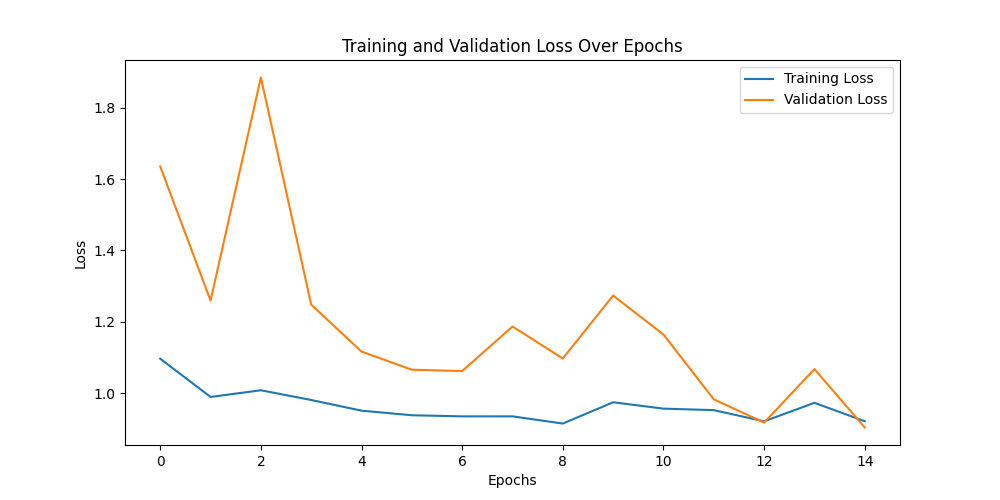 Training and Validation Loss Over Epochs
Training Loss
Validation Loss
1.8
1.6
1.4
1.2
1.0
Loss
0 2 4 6 8 10 12 14
Epochs